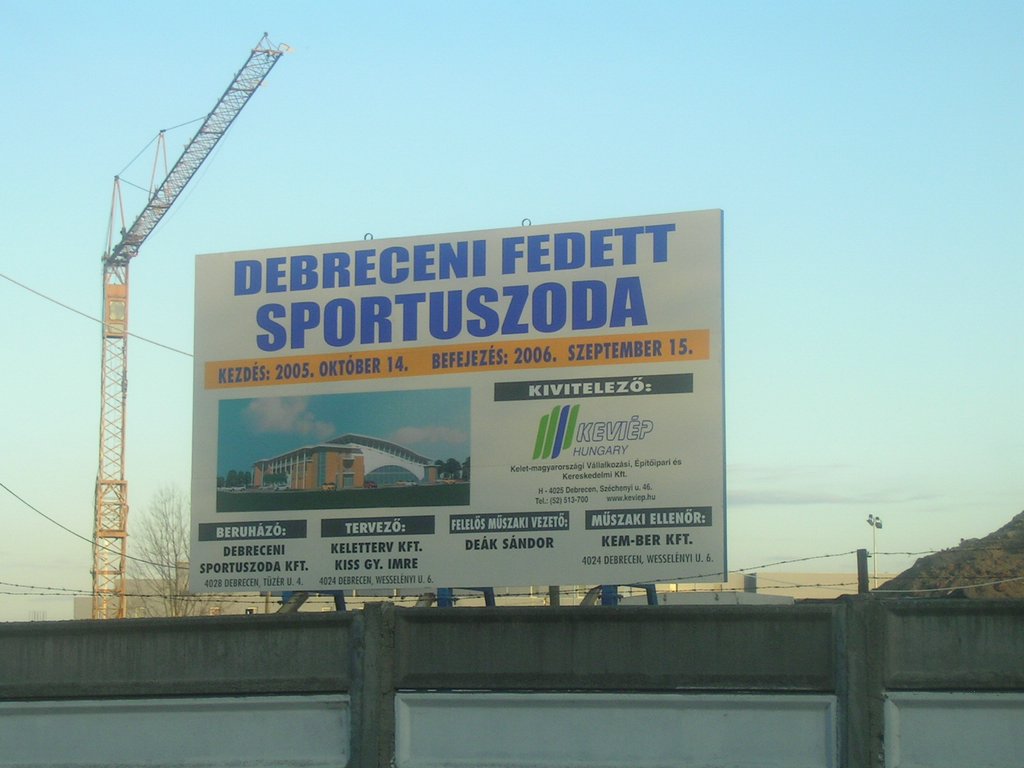 DEBRECENI FEDETT
SPORTUSZODA
KEZDÉS: 2005. OKTÓBER 14. BEFEJEZÉS: 2006. SZEPTEMBER 15.
KIVITELEZŐ:
KEVIÉP
HUNGARY
Kelet-magyarországi Vállalkozási, Építőipari és
Kereskedelmi Kft.
H - 4025 Debrecen, Széchenyi u. 46.
Tel.: (52) 513-700 www.keviep.hu
BERUHÁZÓ:
DEBRECENI
SPORTUSZODA KFT.
4028 DEBRECEN, TÜZÉR U. 4.
TERVEZŐ:
KELETTERV KFT.
KISS GY. IMRE
4024 DEBRECEN, WESSELÉNYI U. 6.
FELELŐS MŰSZAKI VEZETŐ:
DEÁK SÁNDOR
MŰSZAKI ELLENŐR:
KEM-BER KFT.
4024 DEBRECEN, WESSELÉNYI U. 6.